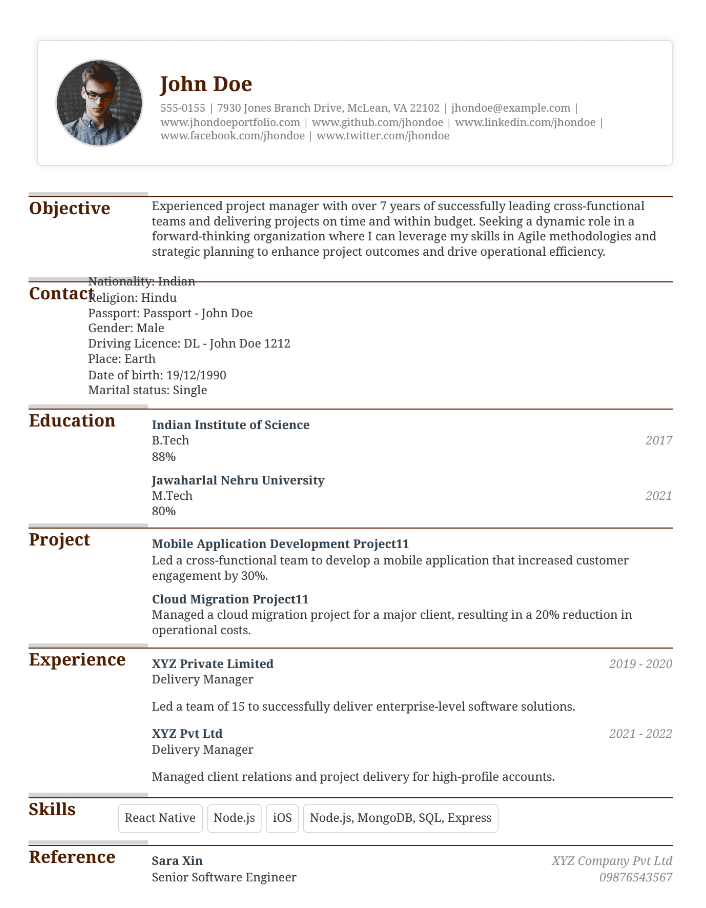 John Doe
555-0155 | 7930 Jones Branch Drive, McLean, VA 22102 | jhondoe@example.com |
www.jhondoeportfolio.com | www.github.com/jhondoe | www.linkedin.com/jhondoe |
www.facebook.com/jhondoe | www.twitter.com/jhondoe
Objective
Experienced project manager with over 7 years of successfully leading cross-functional
teams and delivering projects on time and within budget. Seeking a dynamic role in a
forward-thinking organization where I can leverage my skills in Agile methodologies and
strategic planning to enhance project outcomes and drive operational efficiency.
Contact
Nationality: Indian
Religion: Hindu
Passport: Passport - John Doe
Gender: Male
Driving Licence: DL - John Doe 1212
Place: Earth
Date of birth: 19/12/1990
Marital status: Single
Education
Indian Institute of Science
B.Tech 2017
88%
Jawaharlal Nehru University
M.Tech 2021
80%
Project
Mobile Application Development Project11
Led a cross-functional team to develop a mobile application that increased customer
engagement by 30%.
Cloud Migration Project11
Managed a cloud migration project for a major client, resulting in a 20% reduction in
operational costs.
Experience
XYZ Private Limited 2019 - 2020
Delivery Manager
Led a team of 15 to successfully deliver enterprise-level software solutions.
XYZ Pvt Ltd 2021 - 2022
Delivery Manager
Managed client relations and project delivery for high-profile accounts.
Skills
React Native Node.js iOS Node.js, MongoDB, SQL, Express
Reference
Sara Xin XYZ Company Pvt Ltd
Senior Software Engineer 09876543567